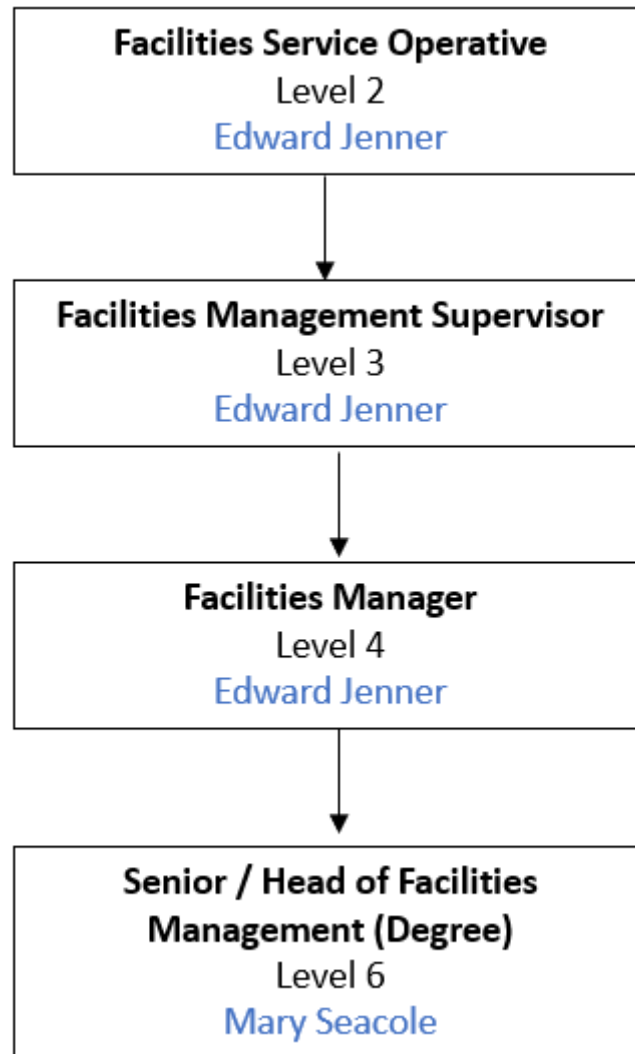 Facilities Service Operative
Level 2
Edward Jenner
Facilities Management Supervisor
Level 3
Edward Jenner
Facilities Manager
Level 4
Edward Jenner
Senior / Head of Facilities
Management (Degree)
Level 6
Mary Seacole